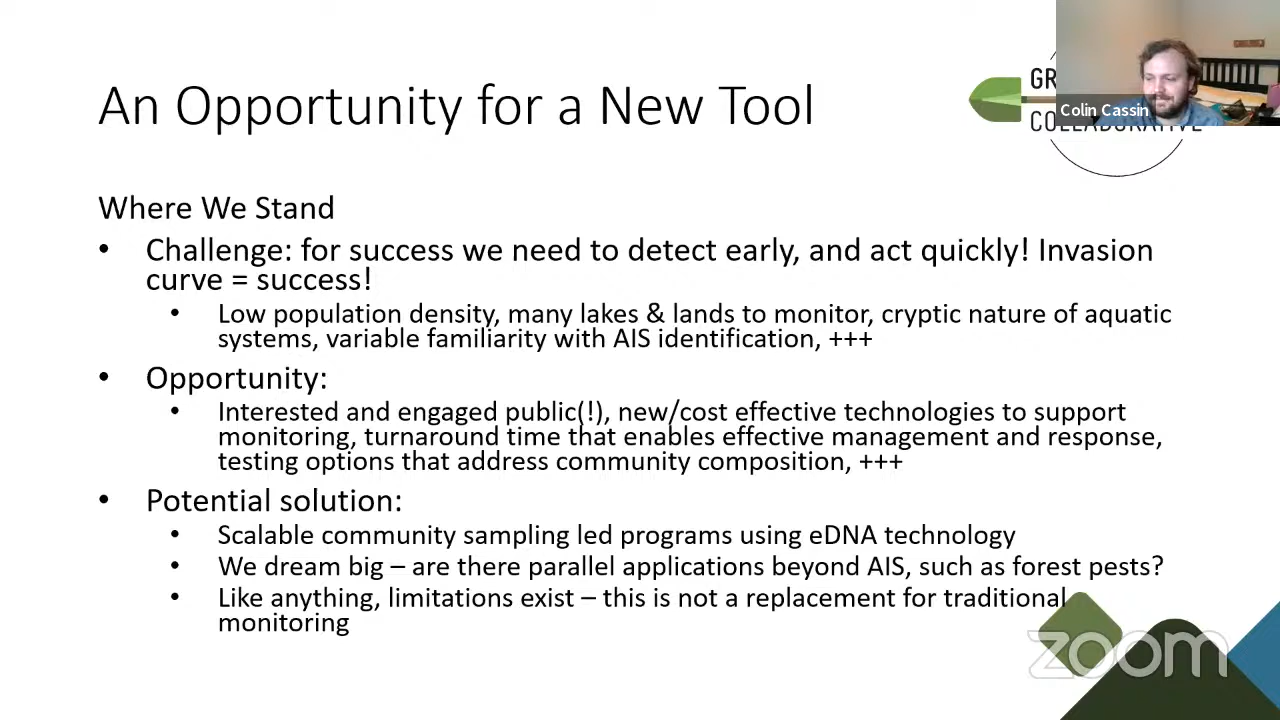 An Opportunity for a New Tool
GR
Colin Cassin
Where We Stand
• Challenge: for success we need to detect early, and act quickly! Invasion
curve = success!
• Low population density, many lakes & lands to monitor, cryptic nature of aquatic
systems, variable familiarity with AIS identification, +++
• Opportunity:
• Interested and engaged public(!), new/cost effective technologies to support
monitoring, turnaround time that enables effective management and response,
testing options that address community composition, +++
• Potential solution:
• Scalable community sampling led programs using eDNA technology
• We dream big – are there parallel applications beyond AIS, such as forest pests?
• Like anything, limitations exist – this is not a replacement for traditional
monitoring
zoom